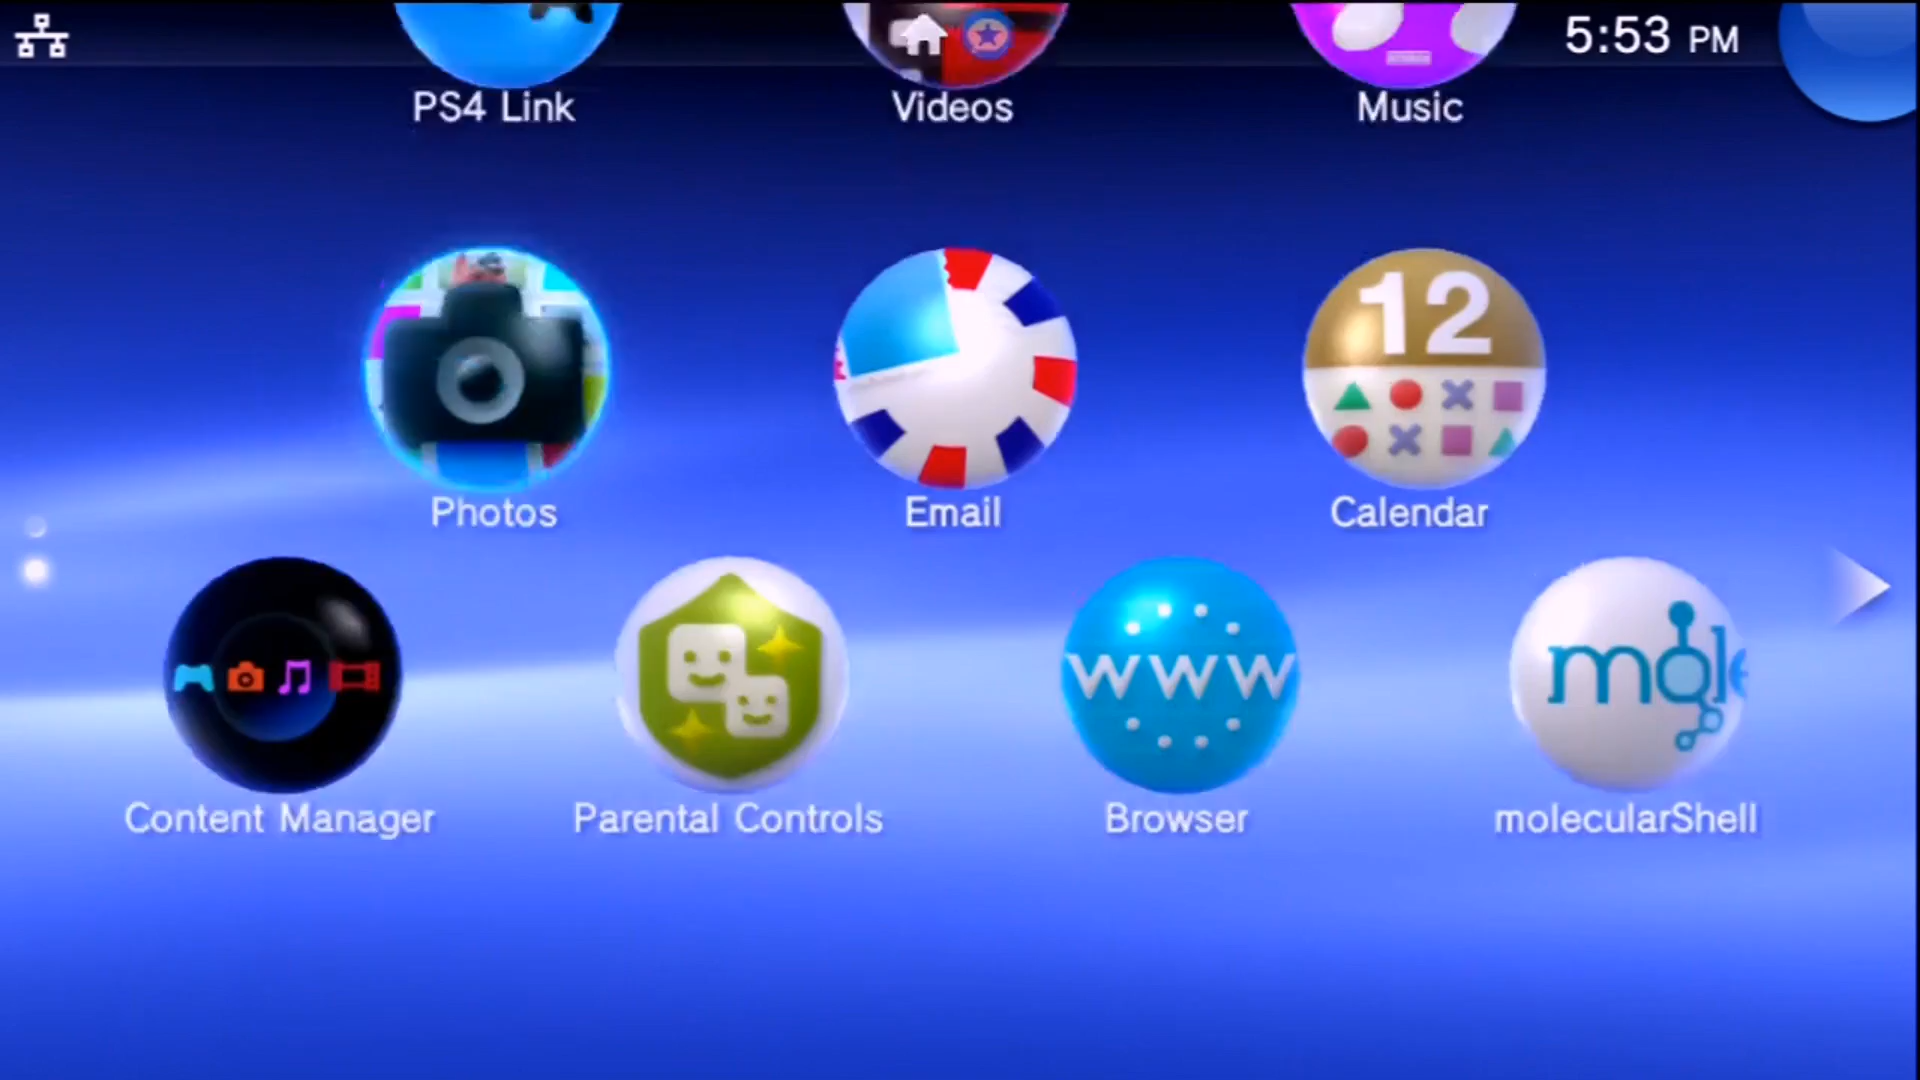 5:53 PM
PS4 Link
Videos
Music
12
Photos
Email
Calendar
www
mole
Content Manager
Parental Controls
Browser
molecularShell